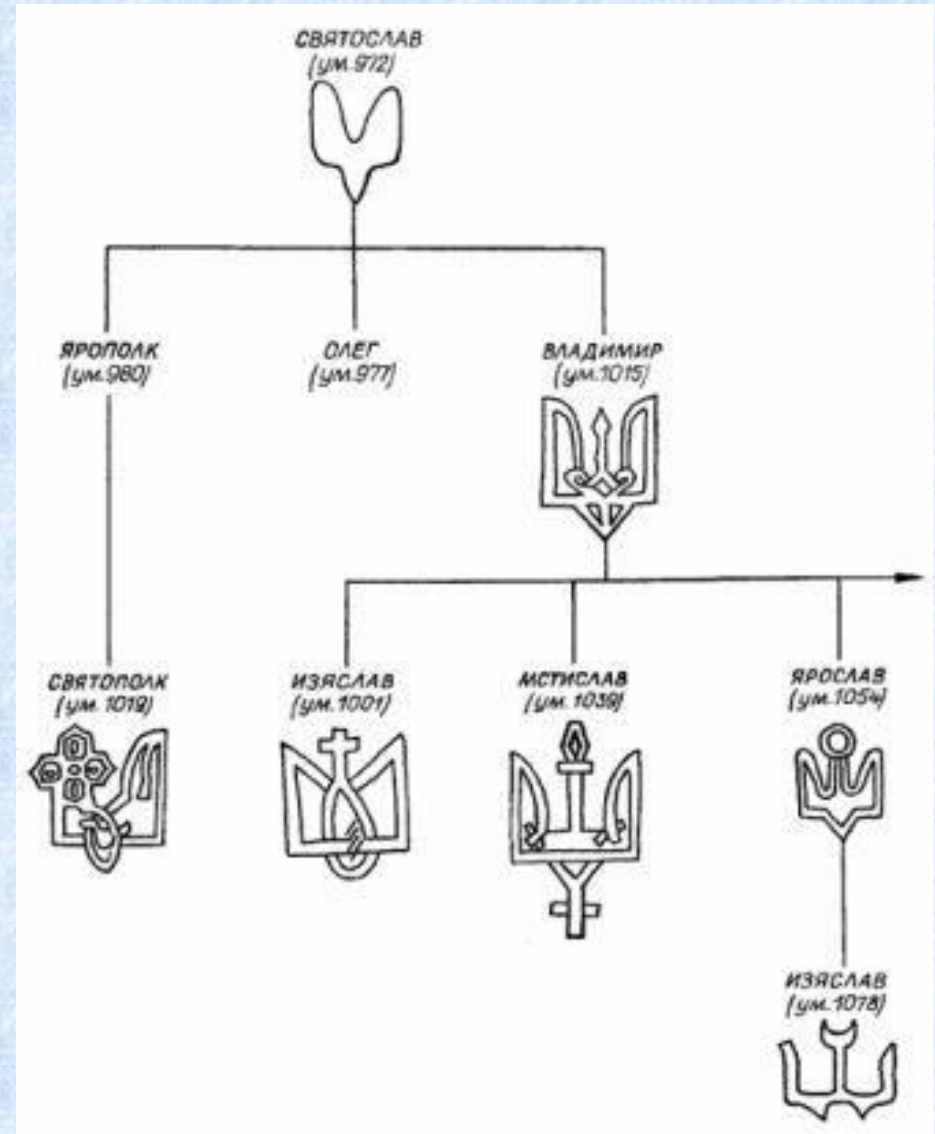 СВЯТОСЛАВ
(ум.972)
ЯРОПОЛК
(ум.980)
ОЛЕГ
(ум.977)
ВЛАДИМИР
(ум.1015)
СВЯТОПОЛК
(ум.1019)
ИЗЯСЛАВ
(ум.1001)
МСТИСЛАВ
(ум.1039)
ЯРОСЛАВ
(ум.1054)
ИЗЯСЛАВ
(ум.1078)